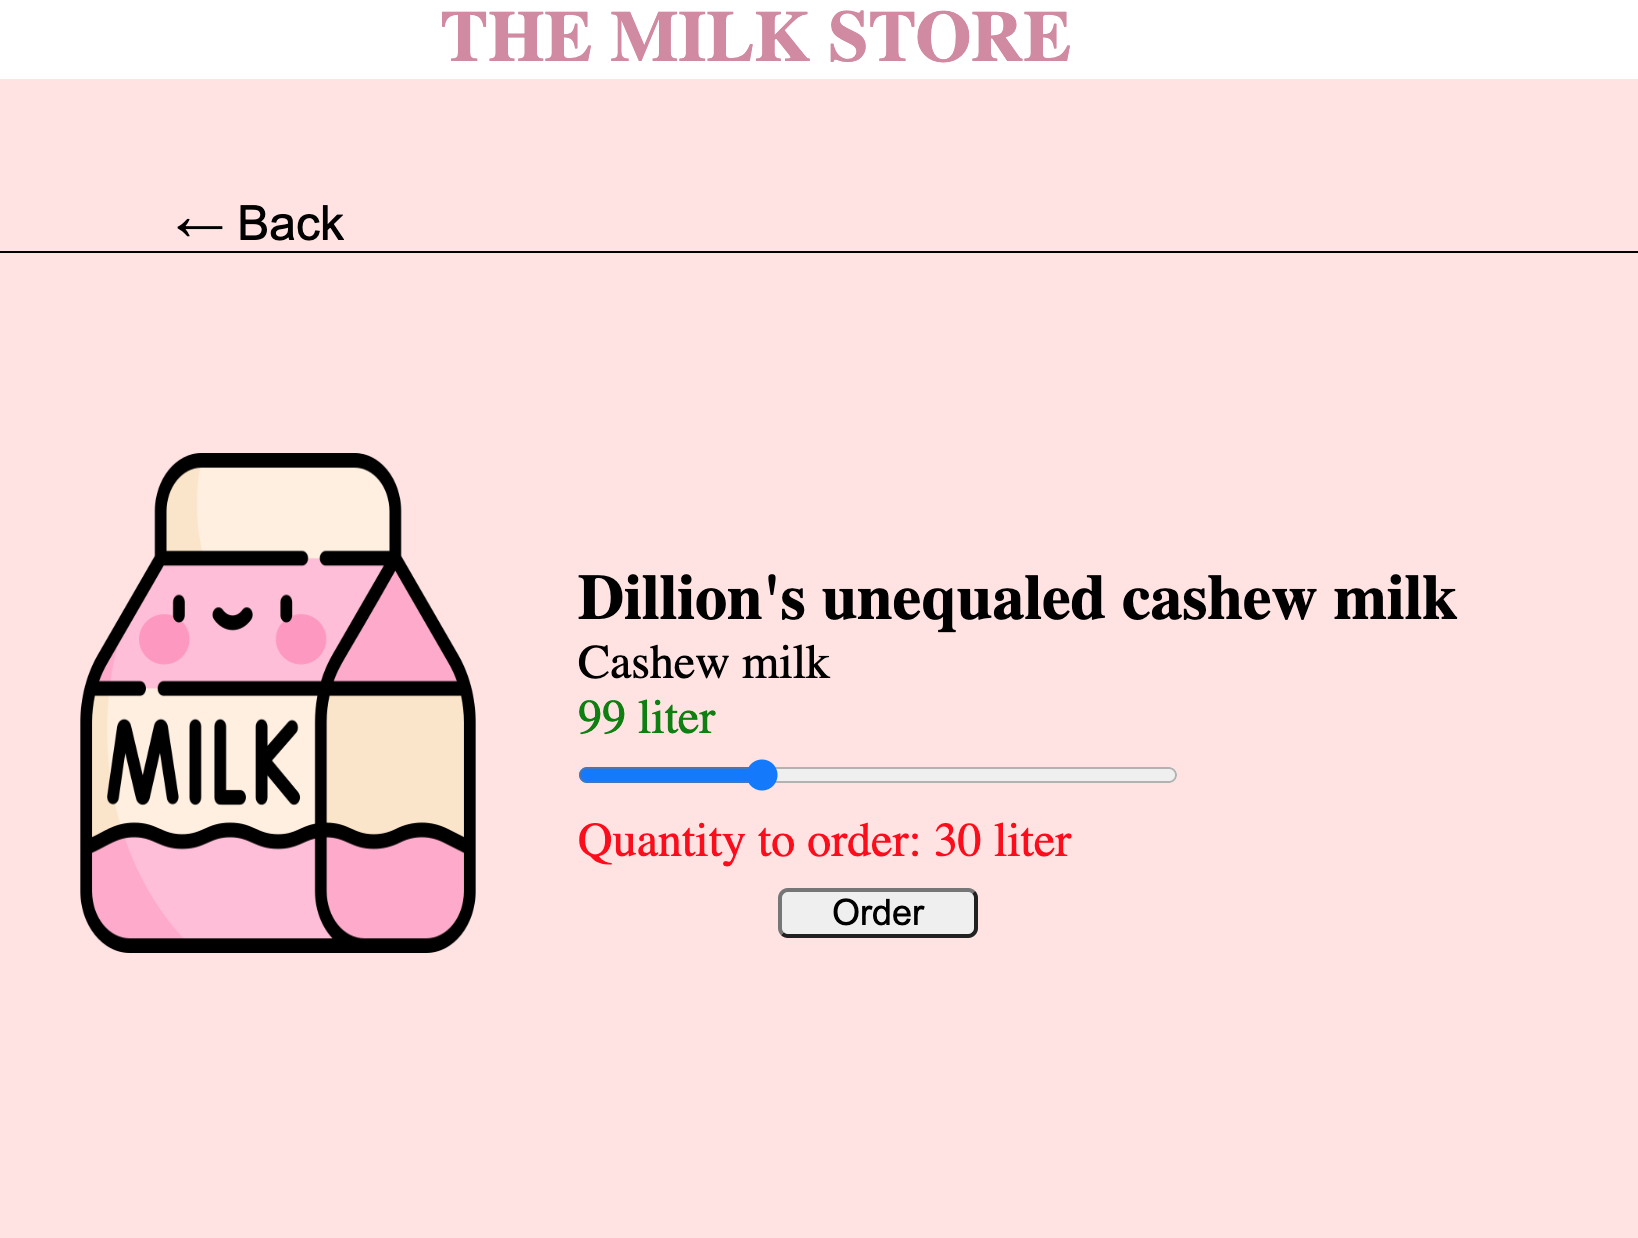 THE MILK STORE
← Back
Dillion's unequaled cashew milk
Cashew milk
99 liter
MILK
Quantity to order: 30 liter
Order